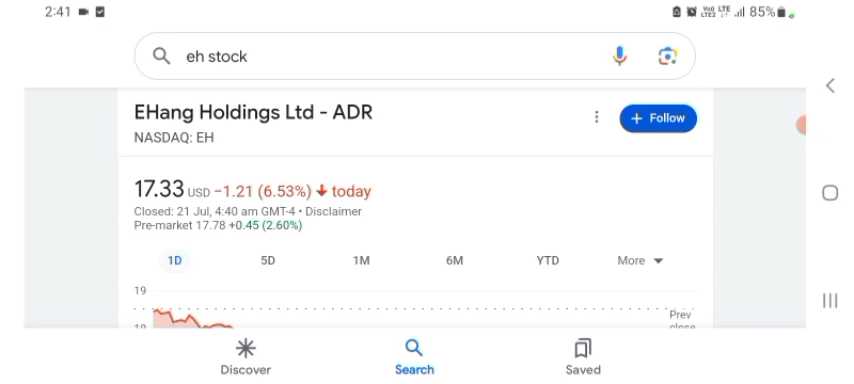 2:41 85%
eh stock
EHang Holdings Ltd - ADR
+ Follow
NASDAQ: EH
17.33 USD −1.21 (6.53%) ↓ today
Closed: 21 Jul, 4:40 am GMT-4 • Disclaimer
Pre-market 17.78 +0.45 (2.60%)
1D 5D 1M 6M YTD More
19
Prev
close
18
Discover Search Saved